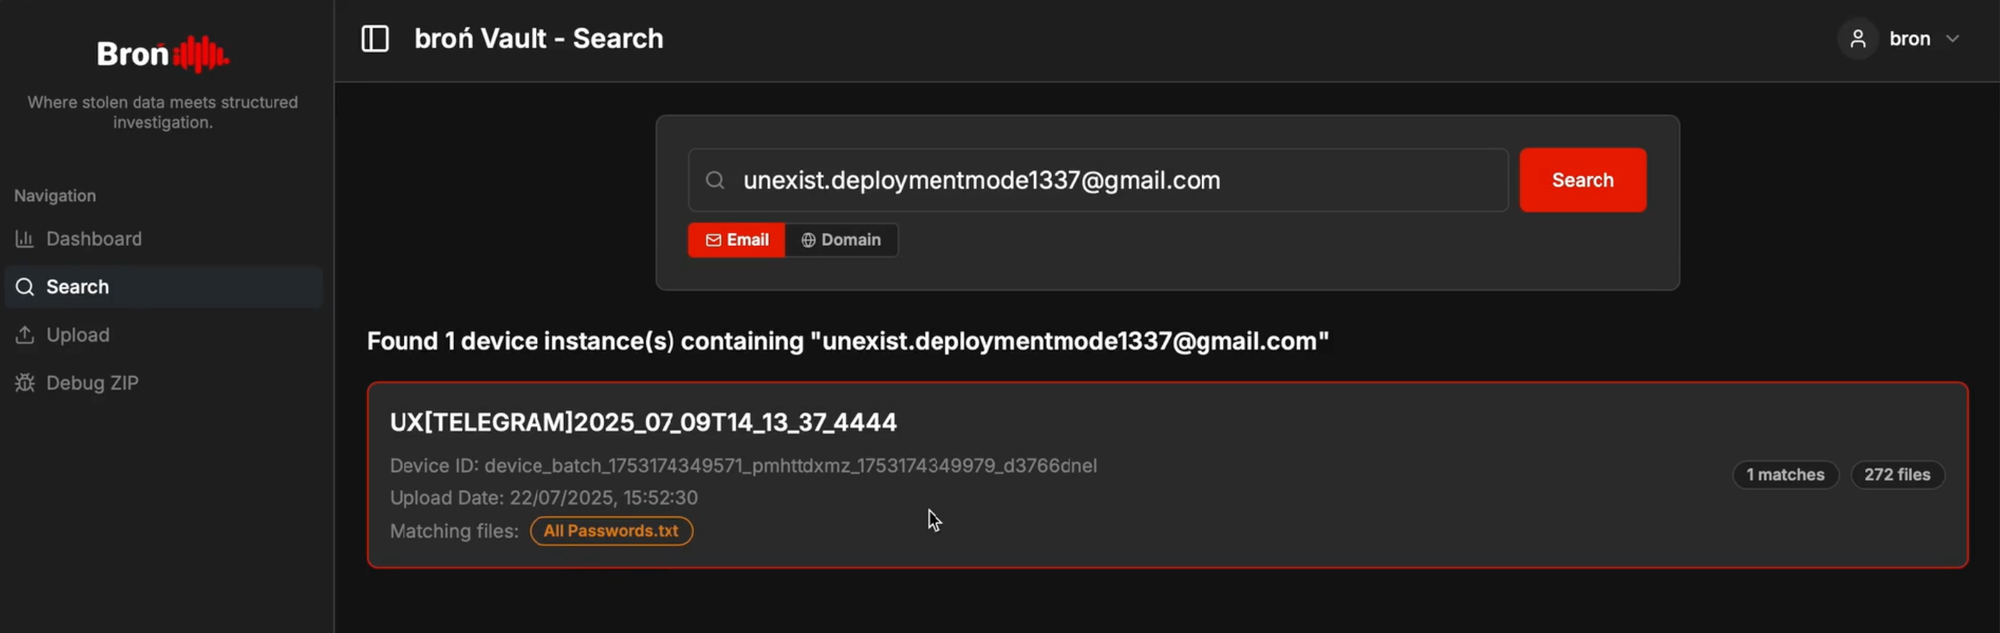 Broń
Where stolen data meets structured
investigation.
Navigation
Dashboard
Search
Upload
Debug ZIP
broń Vault - Search
bron
unexist.deploymentmode1337@gmail.com
Search
Email
Domain
Found 1 device instance(s) containing "unexist.deploymentmode1337@gmail.com"
UX[TELEGRAM]2025_07_09T14_13_37_4444
Device ID: device_batch_1753174349571_pmhttdxmz_1753174349979_d3766dnel
Upload Date: 22/07/2025, 15:52:30
Matching files: All Passwords.txt
1 matches
272 files